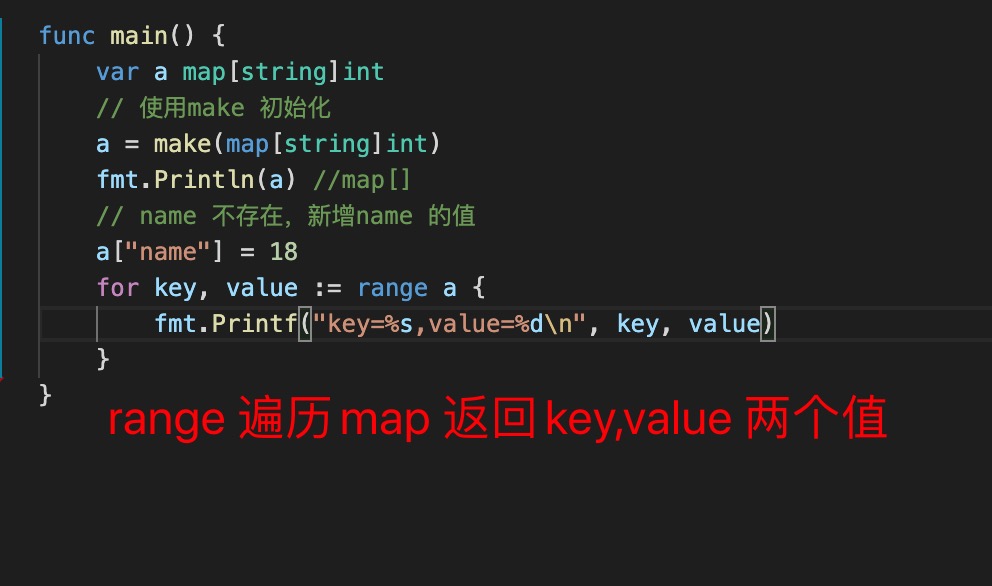 func main() {
    var a map[string]int
    // 使用make 初始化
    a = make(map[string]int)
    fmt.Println(a) //map[]
    // name 不存在，新增name 的值
    a["name"] = 18
    for key, value := range a {
        fmt.Printf("key=%s,value=%d\n", key, value)
    }
}
range 遍历 map 返回 key,value 两个值